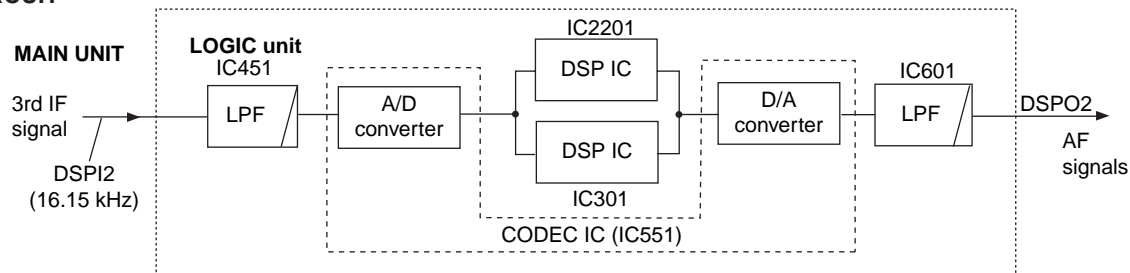 MAIN UNIT
3rd IF
signal
DSPI2
(16.15 kHz)
LOGIC unit
IC451
LPF
A/D
converter
IC2201
DSP IC
DSP IC
IC301
D/A
converter
CODEC IC (IC551)
IC601
LPF
DSPO2
AF
signals